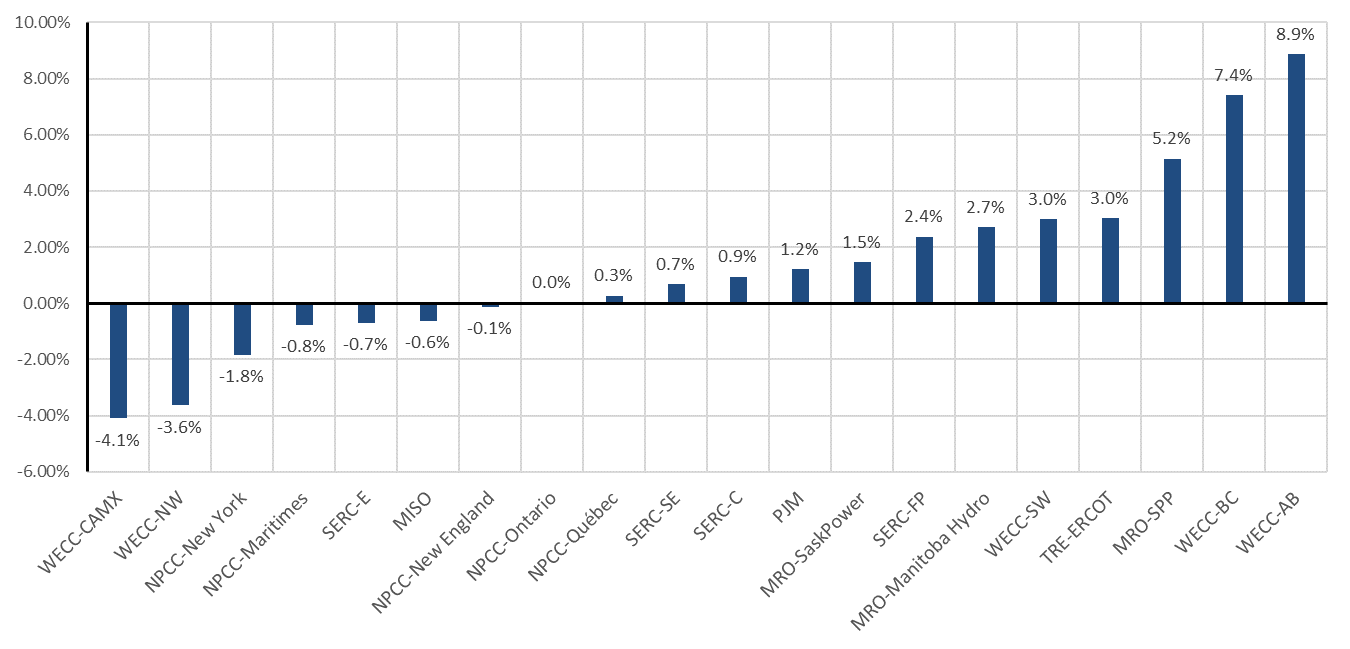 10.00%
8.00%
6.00%
4.00%
2.00%
0.00%
-2.00%
-4.00%
-6.00%
-4.1%
-3.6%
-1.8%
-0.8%
-0.7%
-0.6%
-0.1%
0.0%
0.3%
0.7%
0.9%
1.2%
1.5%
2.4%
2.7%
3.0%
3.0%
5.2%
7.4%
8.9%
WECC-CAMX
WECC-NW
NPCC-New York
NPCC-Maritimes
SERC-E
MISO
NPCC-New England
NPCC-Ontario
NPCC-Québec
SERC-SE
SERC-C
PJM
MRO-SaskPower
SERC-FP
MRO-Manitoba Hydro
WECC-SW
TRE-ERCOT
MRO-SPP
WECC-BC
WECC-AB